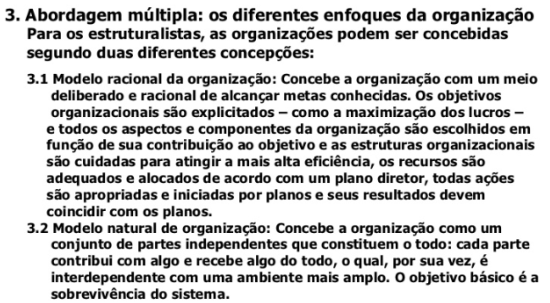 3. Abordagem múltipla: os diferentes enfoques da organização
Para os estruturalistas, as organizações podem ser concebidas
segundo duas diferentes concepções:
3.1 Modelo racional da organização: Concebe a organização com um meio
deliberado e racional de alcançar metas conhecidas. Os objetivos
organizacionais são explicitados – como a maximização dos lucros –
e todos os aspectos e componentes da organização são escolhidos em
função de sua contribuição ao objetivo e as estruturas organizacionais
são cuidadas para atingir a mais alta eficiência, os recursos são
adequados e alocados de acordo com um plano diretor, todas ações
são apropriadas e iniciadas por planos e seus resultados devem
coincidir com os planos.
3.2 Modelo natural de organização: Concebe a organização como um
conjunto de partes independentes que constituem o todo: cada parte
contribui com algo e recebe algo do todo, o qual, por sua vez, é
interdependente com uma ambiente mais amplo. O objetivo básico é a
sobrevivência do sistema.